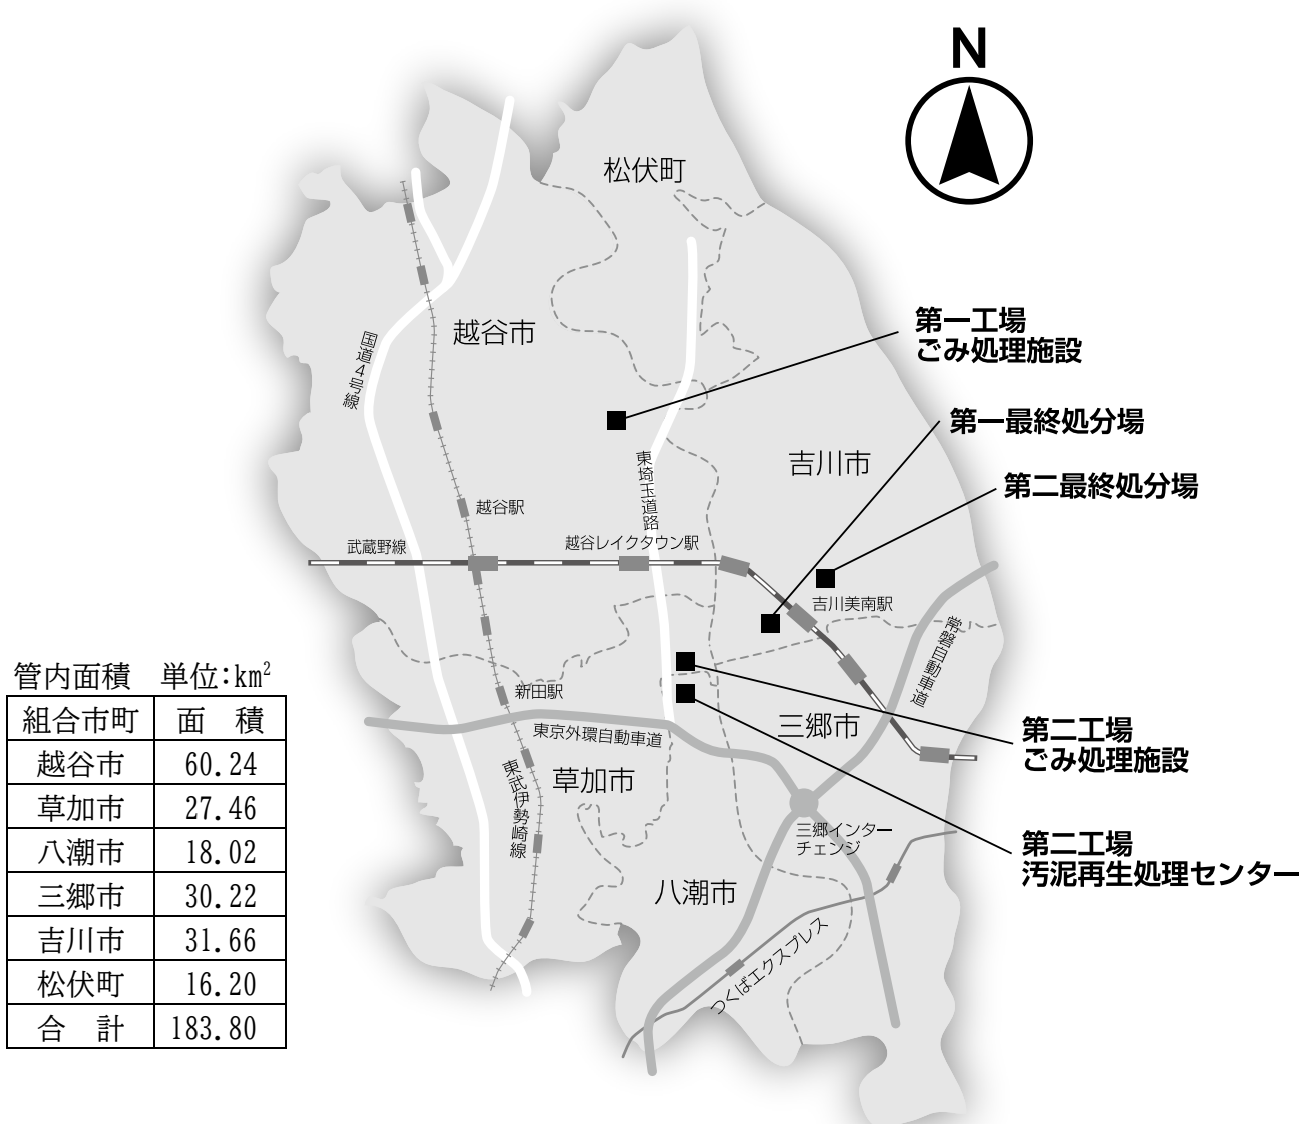 N
松伏町
第一工場
ごみ処理施設
越谷市
国道4号線
第一最終処分場
吉川市
東埼玉道路
第二最終処分場
越谷駅
武蔵野線
越谷レイクタウン駅
吉川美南駅
常磐自動車道
新田駅
東京外環自動車道
三郷市
第二工場
ごみ処理施設
草加市
東武伊勢崎線
三郷インター
チェンジ
第二工場
汚泥再生処理センター
八潮市
つくばエクスプレス
管内面積 単位:km²
組合市町 面 積
越谷市 60.24
草加市 27.46
八潮市 18.02
三郷市 30.22
吉川市 31.66
松伏町 16.20
合 計 183.80